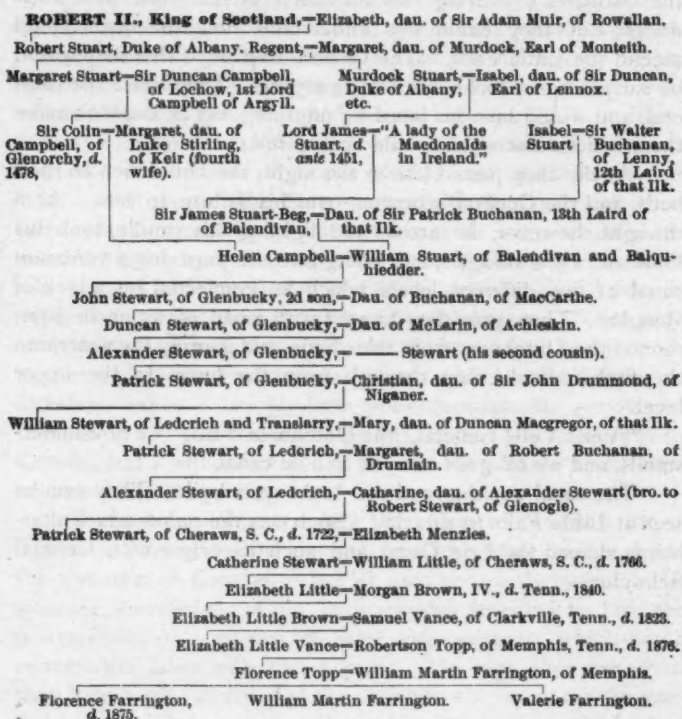 ROBERT II., King of Scotland,—Elizabeth, dau. of Sir Adam Muir, of Rowallan.
Robert Stuart, Duke of Albany. Regent,—Margaret, dau. of Murdock, Earl of Monteith.
Margaret Stuart—Sir Duncan Campbell, of Lochow, 1st Lord Campbell of Argyll.
Murdock Stuart, Duke of Albany, etc.—Isabel, dau. of Sir Duncan, Earl of Lennox.
Sir Colin Campbell, of Glenorchy, d. 1478.—Margaret, dau. of Luke Stirling, of Keir (fourth wife).
Lord James Stuart, d. ante 1451,—"A lady of the Macdonalds in Ireland."
Isabel Stuart—Sir Walter Buchanan, of Lenny, 12th Laird of that Ilk.
Sir James Stuart-Beg, of Balendivan.—Dau. of Sir Patrick Buchanan, 13th Laird of that Ilk.
Helen Campbell—William Stuart, of Balendivan and Balquhledder.
John Stewart, of Glenbucky, 2d son,—Dau. of Buchanan, of MacCarthe.
Duncan Stewart, of Glenbucky,—Dau. of McLarin, of Achleskin.
Alexander Stewart, of Glenbucky,— —— Stewart (his second cousin).
Patrick Stewart, of Glenbucky,—Christian, dau. of Sir John Drummond, of Niganer.
William Stewart, of Ledcrich and Translarry,—Mary, dau. of Duncan Macgregor, of that Ilk.
Patrick Stewart, of Lederich,—Margaret, dau. of Robert Buchanan, of Drumlain.
Alexander Stewart, of Ledcrich,—Catharine, dau. of Alexander Stewart (bro. to Robert Stewart, of Glenogle).
Patrick Stewart, of Cheraws, S. C., d. 1722,—Elizabeth Menzles.
Catherine Stewart—William Little, of Cheraws, S. C., d. 1766.
Elizabeth Little—Morgan Brown, IV., d. Tenn., 1840.
Elizabeth Little Brown—Samuel Vance, of Clarkville, Tenn., d. 1823.
Elizabeth Little Vance—Robertson Topp, of Memphis, Tenn., d. 1876.
Florence Topp—William Martin Farrington, of Memphis.
Florence Farrington, d. 1875.
William Martin Farrington.
Valerie Farrington.